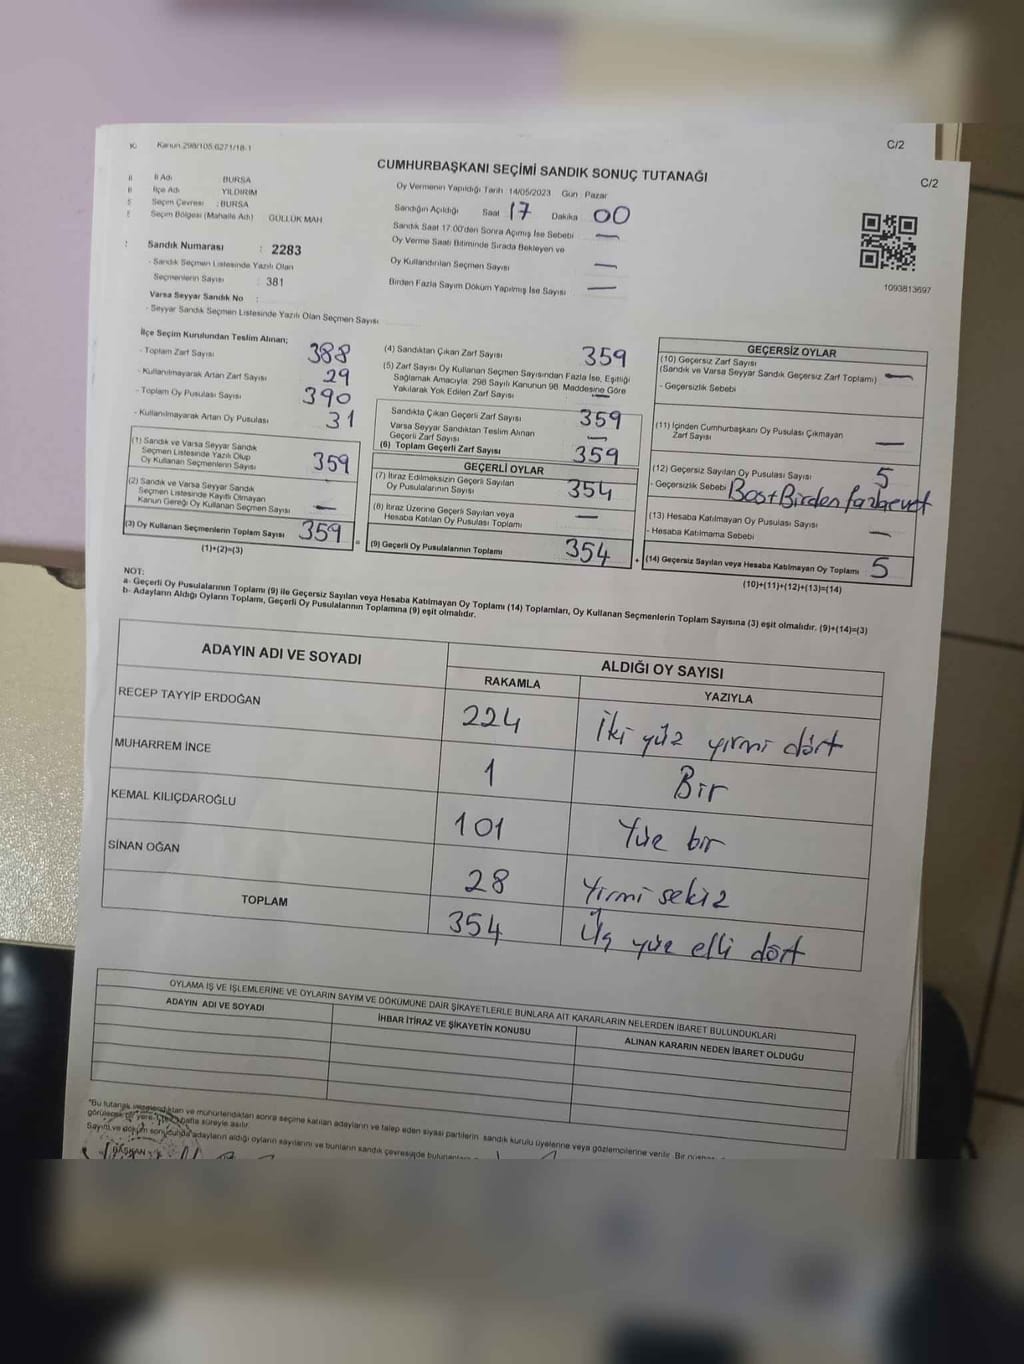 Kanun 298/105.6271/18-1
C/2
CUMHURBAŞKANI SEÇİMİ SANDIK SONUÇ TUTANAĞI
C/2
İl Adı BURSA
İlçe Adı YILDIRIM
Seçim Çevresi : BURSA
Seçim Bölgesi (Mahalle Adı) GÜLLÜK MAH
Oy Vermenin Yapıldığı Tarih 14/05/2023 Gün : Pazar
Sandığın Açıldığı Saat 17 Dakika 00
Sandık Saat 17.00'den Sonra Açımış İse Sebebi —
Oy Verme Saati Bitiminde Sırada Bekleyen ve
Oy Kullandırılan Seçmen Sayısı —
Birden Fazla Sayım Döküm Yapılmış İse Sayısı —
1093813697
Sandık Numarası : 2283
- Sandık Seçmen Listesinde Yazılı Olan
Seçmenlerin Sayısı : 381
Varsa Seyyar Sandık No :
- Seyyar Sandık Seçmen Listesinde Yazılı Olan Seçmen Sayısı
İlçe Seçim Kurulundan Teslim Alınan;
- Toplam Zarf Sayısı 388
- Kullanılmayarak Artan Zarf Sayısı 29
- Toplam Oy Pusulası Sayısı 390
- Kullanılmayarak Artan Oy Pusulası 31
(1) Sandık ve Varsa Seyyar Sandık
Seçmen Listesinde Yazılı Olup
Oy Kullanan Seçmenlerin Sayısı 359
(2) Sandık ve Varsa Seyyar Sandık
Seçmen Listesinde Kayıtlı Olmayan
Kanun Gereği Oy Kullanan Seçmen Sayısı —
(3) Oy Kullanan Seçmenlerin Toplam Sayısı 359 =
(1)+(2)=(3)
(4) Sandıktan Çıkan Zarf Sayısı 359
(5) Zarf Sayısı Oy Kullanan Seçmen Sayısından Fazla İse, Eşitliği
Sağlamak Amacıyla; 298 Sayılı Kanunun 98. Maddesine Göre
Yakılarak Yok Edilen Zarf Sayısı —
Sandıkta Çıkan Geçerli Zarf Sayısı 359
Varsa Seyyar Sandıktan Teslim Alınan
Geçerli Zarf Sayısı —
(6) Toplam Geçerli Zarf Sayısı 359
GEÇERLİ OYLAR
(7) İtiraz Edilmeksizin Geçerli Sayılan
Oy Pusulalarının Sayısı 354
(8) İtiraz Üzerine Geçerli Sayılan veya
Hesaba Katılan Oy Pusulası Toplamı —
(9) Geçerli Oy Pusulalarının Toplamı 354 +
GEÇERSİZ OYLAR
(10) Geçersiz Zarf Sayısı
(Sandık ve Varsa Seyyar Sandık Geçersiz Zarf Toplamı) —
- Geçersizlik Sebebi
(11) İçinden Cumhurbaşkanı Oy Pusulası Çıkmayan
Zarf Sayısı —
(12) Geçersiz Sayılan Oy Pusulası Sayısı 5
- Geçersizlik Sebebi Boş+Birden fazla evet
(13) Hesaba Katılmayan Oy Pusulası Sayısı —
- Hesaba Katılmama Sebebi
(14) Geçersiz Sayılan veya Hesaba Katılmayan Oy Toplamı 5
(10)+(11)+(12)+(13)=(14)
NOT:
a- Geçerli Oy Pusulalarının Toplamı (9) ile Geçersiz Sayılan veya Hesaba Katılmayan Oy Toplamı (14) Toplamları, Oy Kullanan Seçmenlerin Toplam Sayısına (3) eşit olmalıdır. (9)+(14)=(3)
b- Adayların Aldığı Oyların Toplamı, Geçerli Oy Pusulalarının Toplamına (9) eşit olmalıdır.
ADAYIN ADI VE SOYADI ALDIĞI OY SAYISI
RAKAMLA YAZIYLA
RECEP TAYYİP ERDOĞAN 224 İki yüz yirmi dört
MUHARREM İNCE 1 Bir
KEMAL KILIÇDAROĞLU 101 Yüz bir
SİNAN OĞAN 28 Yirmi sekiz
TOPLAM 354 Üç yüz elli dört
OYLAMA İŞ VE İŞLEMLERİNE VE OYLARIN SAYIM VE DÖKÜMÜNE DAİR ŞİKAYETLERLE BUNLARA AİT KARARLARIN NELERDEN İBARET BULUNDUKLARI
ADAYIN ADI VE SOYADI İHBAR İTİRAZ VE ŞİKAYETİN KONUSU ALINAN KARARIN NEDEN İBARET OLDUĞU
*Bu tutanak ve mühürlendikten sonra seçime katılan adayların ve talep eden siyasi partilerin sandık kurulu üyelerine veya gözlemcilerine verilir. Bir
görülecek bir yere hafta süreyle asılır.
Sayım ve döküm sonucunda adayların aldığı oyların sayılarını ve bunların sandık çevresinde
BAŞKAN